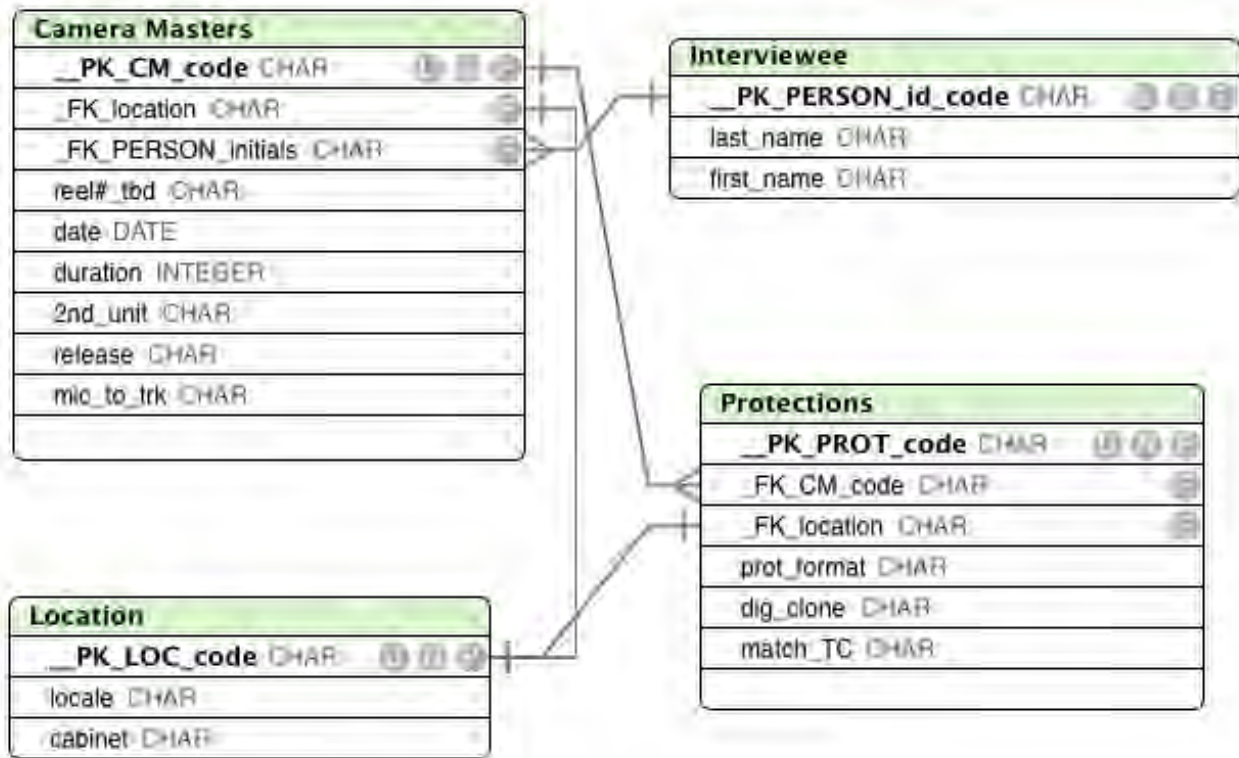 Camera Masters
__PK_CM_code CHAR
_FK_location CHAR
_FK_PERSON_initials CHAR
reel#_tbd CHAR
date DATE
duration INTEGER
2nd_unit CHAR
release CHAR
mic_to_trk CHAR
Interviewee
__PK_PERSON_id_code CHAR
last_name CHAR
first_name CHAR
Protections
__PK_PROT_code CHAR
_FK_CM_code CHAR
_FK_location CHAR
prot_format CHAR
dig_clone CHAR
match_TC CHAR
Location
__PK_LOC_code CHAR
locale CHAR
cabinet CHAR